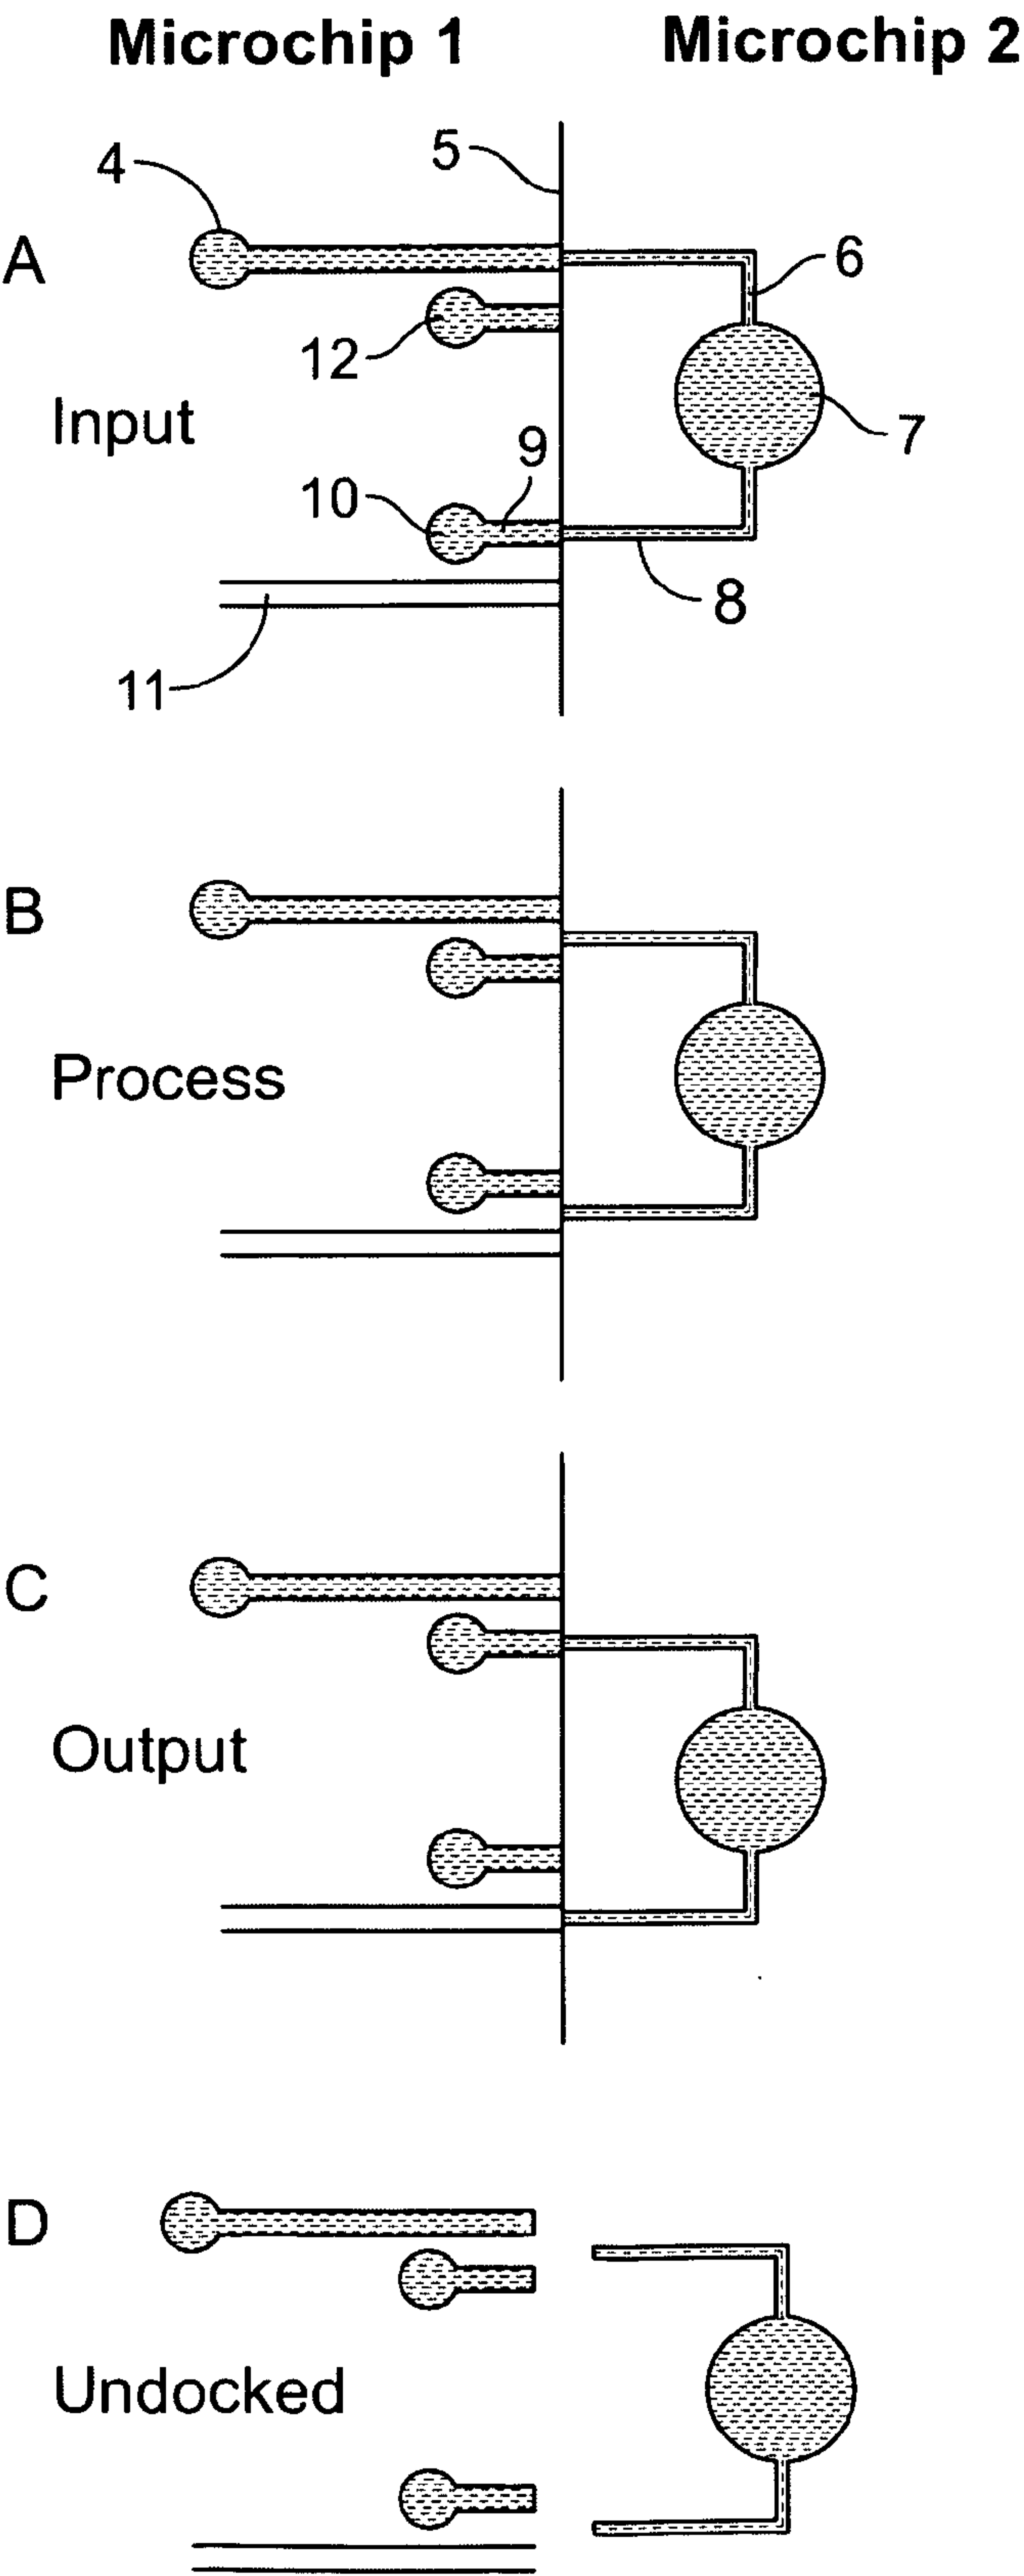 Microchip 1 Microchip 2
4
5
A
6
12
Input
7
9
10
8
11
B
Process
C
Output
D
Undocked